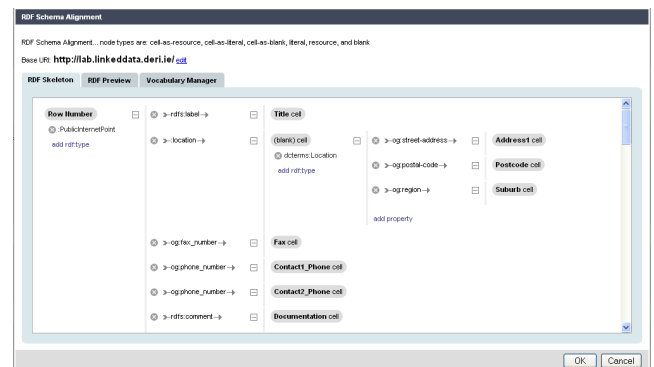 RDF Schema Alignment
RDF Schema Alignment... node types are: cell-as-resource, cell-as-literal, cell-as-blank, literal, resource, and blank
Base URI: http://lab.linkeddata.deri.ie/ edit
RDF Skeleton RDF Preview Vocabulary Manager
Row Number >-rdfs:label-> Title cell
:PublicInternetPoint
add rdf:type
>-:location-> (blank) cell >-og:street-address-> Address1 cell
dcterms:Location
add rdf:type
>-og:postal-code-> Postcode cell
>-og:region-> Suburb cell
add property
>-og:fax_number-> Fax cell
>-og:phone_number-> Contact1_Phone cell
>-og:phone_number-> Contact2_Phone cell
>-rdfs:comment-> Documentation cell
OK Cancel